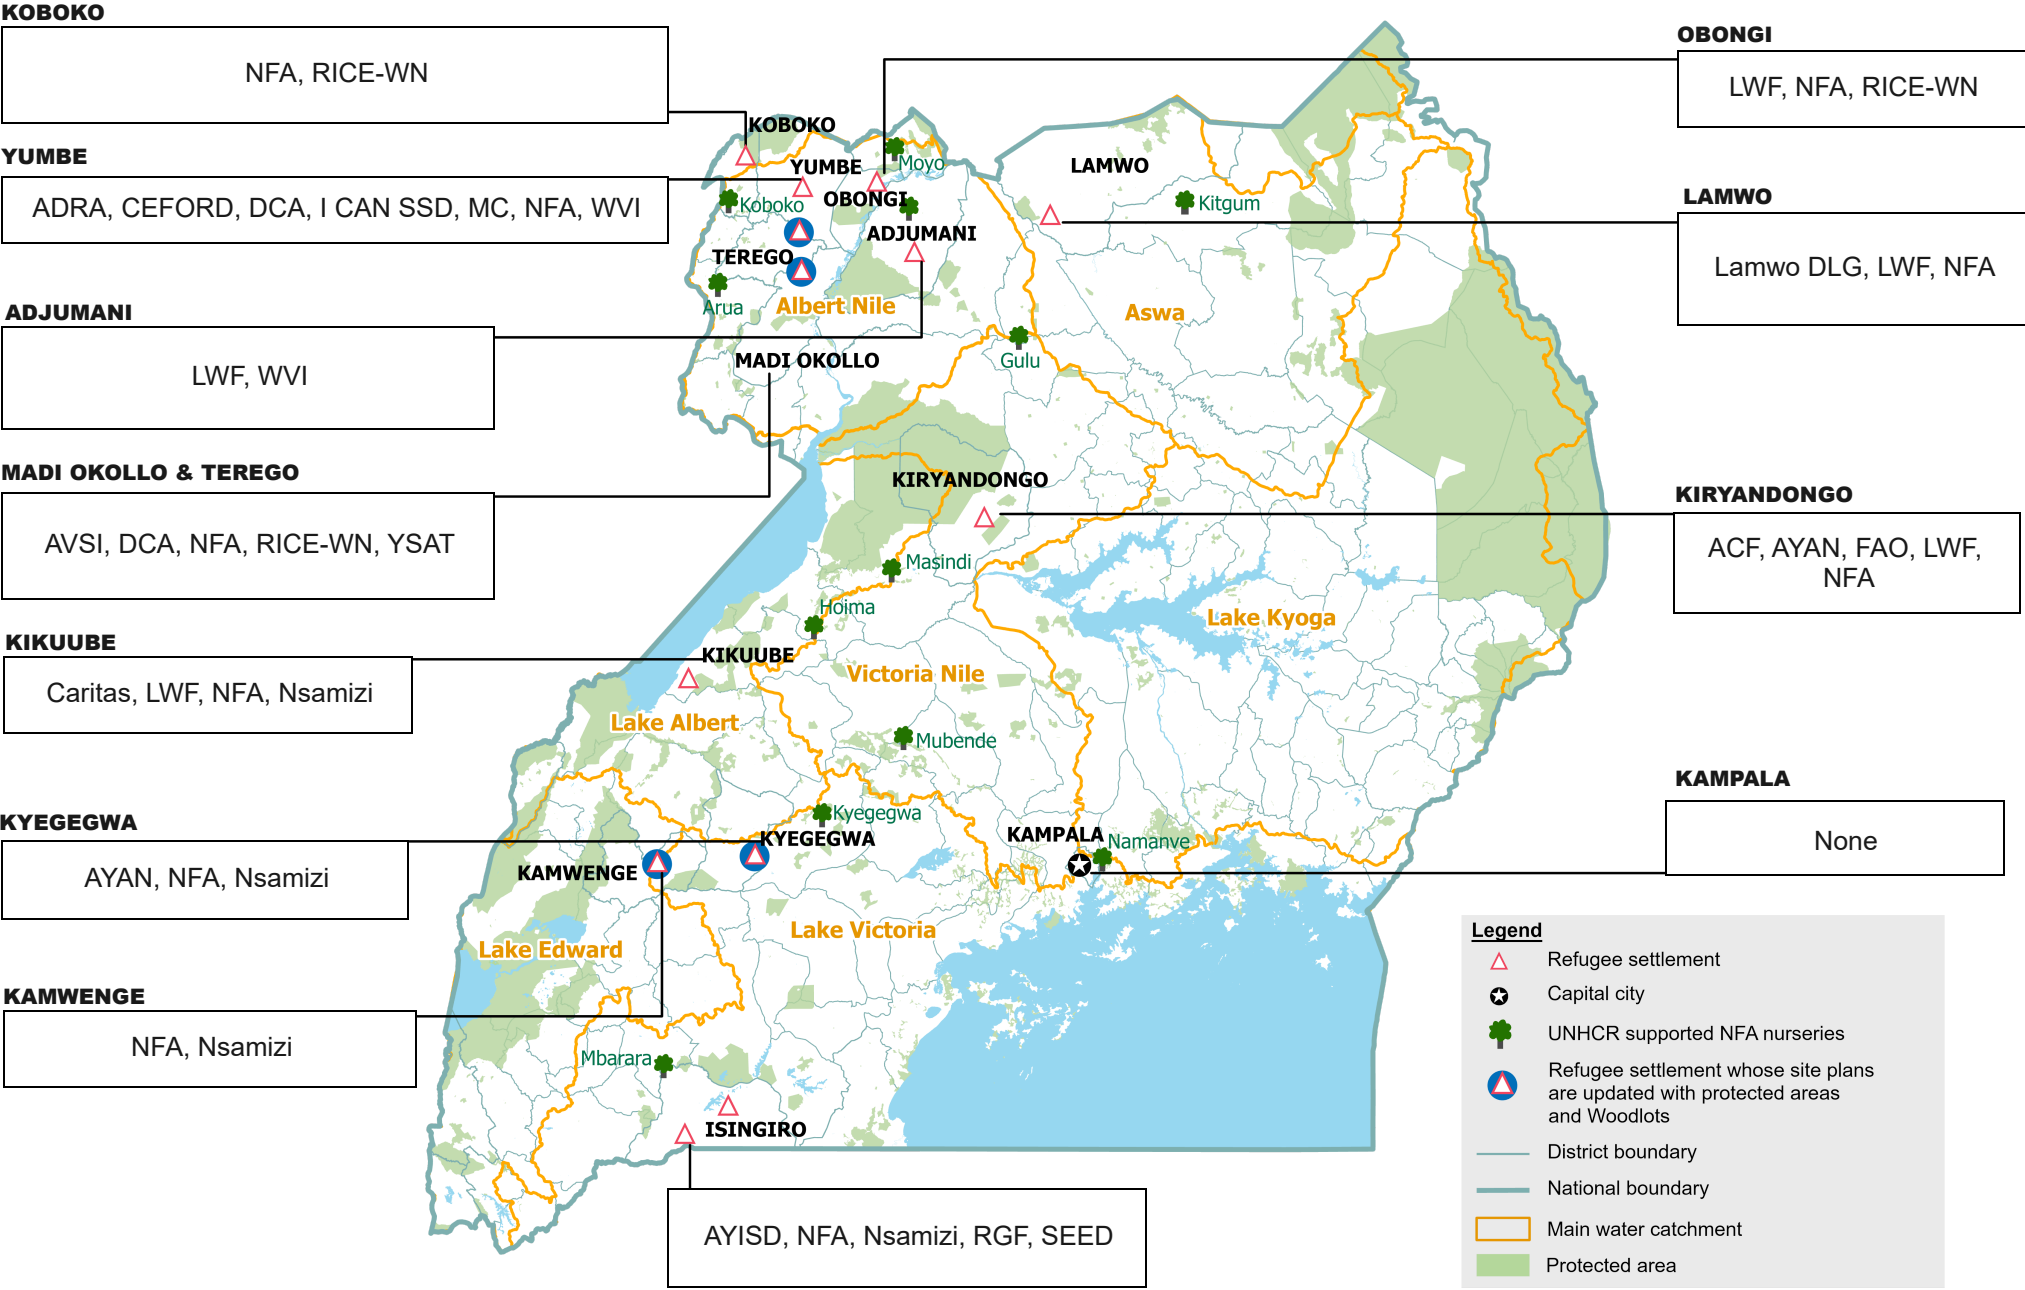 KOBOKO
NFA, RICE-WN
YUMBE
ADRA, CEFORD, DCA, I CAN SSD, MC, NFA, WVI
ADJUMANI
LWF, WVI
MADI OKOLLO & TEREGO
AVSI, DCA, NFA, RICE-WN, YSAT
KIKUUBE
Caritas, LWF, NFA, Nsamizi
KYEGEGWA
AYAN, NFA, Nsamizi
KAMWENGE
NFA, Nsamizi
KOBOKO
YUMBE
Moyo
OBONGI
Koboko
ADJUMANI
TEREGO
Arua
Albert Nile
MADI OKOLLO
LAMWO
Kitgum
Aswa
Gulu
KIRYANDONGO
Masindi
Hoima
KIKUUBE
Victoria Nile
Lake Kyoga
Lake Albert
Mubende
Kyegegwa
KYEGEGWA
KAMPALA
Namanve
KAMWENGE
Lake Victoria
Lake Edward
Mbarara
ISINGIRO
AYISD, NFA, Nsamizi, RGF, SEED
OBONGI
LWF, NFA, RICE-WN
LAMWO
Lamwo DLG, LWF, NFA
KIRYANDONGO
ACF, AYAN, FAO, LWF,
NFA
KAMPALA
None
Legend
Refugee settlement
Capital city
UNHCR supported NFA nurseries
Refugee settlement whose site plans
are updated with protected areas
and Woodlots
District boundary
National boundary
Main water catchment
Protected area